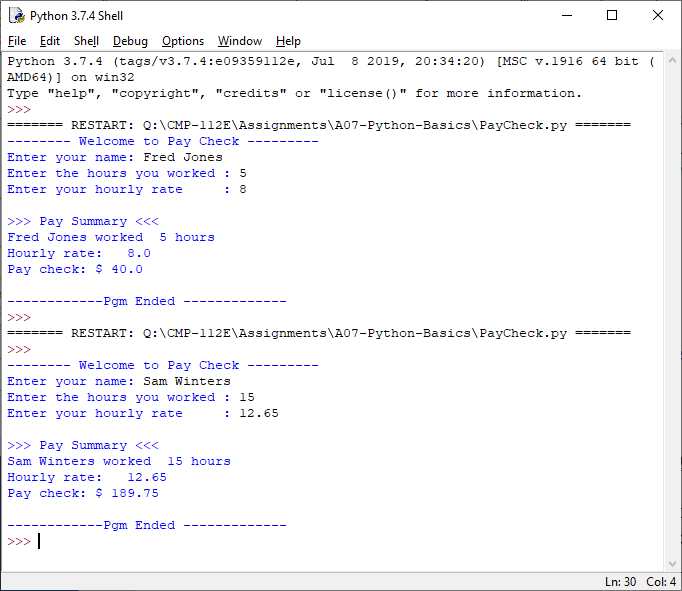 Python 3.7.4 Shell
File Edit Shell Debug Options Window Help
Python 3.7.4 (tags/v3.7.4:e09359112e, Jul  8 2019, 20:34:20) [MSC v.1916 64 bit (
AMD64)] on win32
Type "help", "copyright", "credits" or "license()" for more information.
>>>
======= RESTART: Q:\CMP-112E\Assignments\A07-Python-Basics\PayCheck.py =======
-------- Welcome to Pay Check ---------
Enter your name: Fred Jones
Enter the hours you worked : 5
Enter your hourly rate     : 8
>>> Pay Summary <<<
Fred Jones worked  5 hours
Hourly rate:   8.0
Pay check: $ 40.0
------------Pgm Ended -------------
>>>
======= RESTART: Q:\CMP-112E\Assignments\A07-Python-Basics\PayCheck.py =======
>>>
-------- Welcome to Pay Check ---------
Enter your name: Sam Winters
Enter the hours you worked : 15
Enter your hourly rate     : 12.65
>>> Pay Summary <<<
Sam Winters worked  15 hours
Hourly rate:   12.65
Pay check: $ 189.75
------------Pgm Ended -------------
>>>
Ln: 30 Col: 4